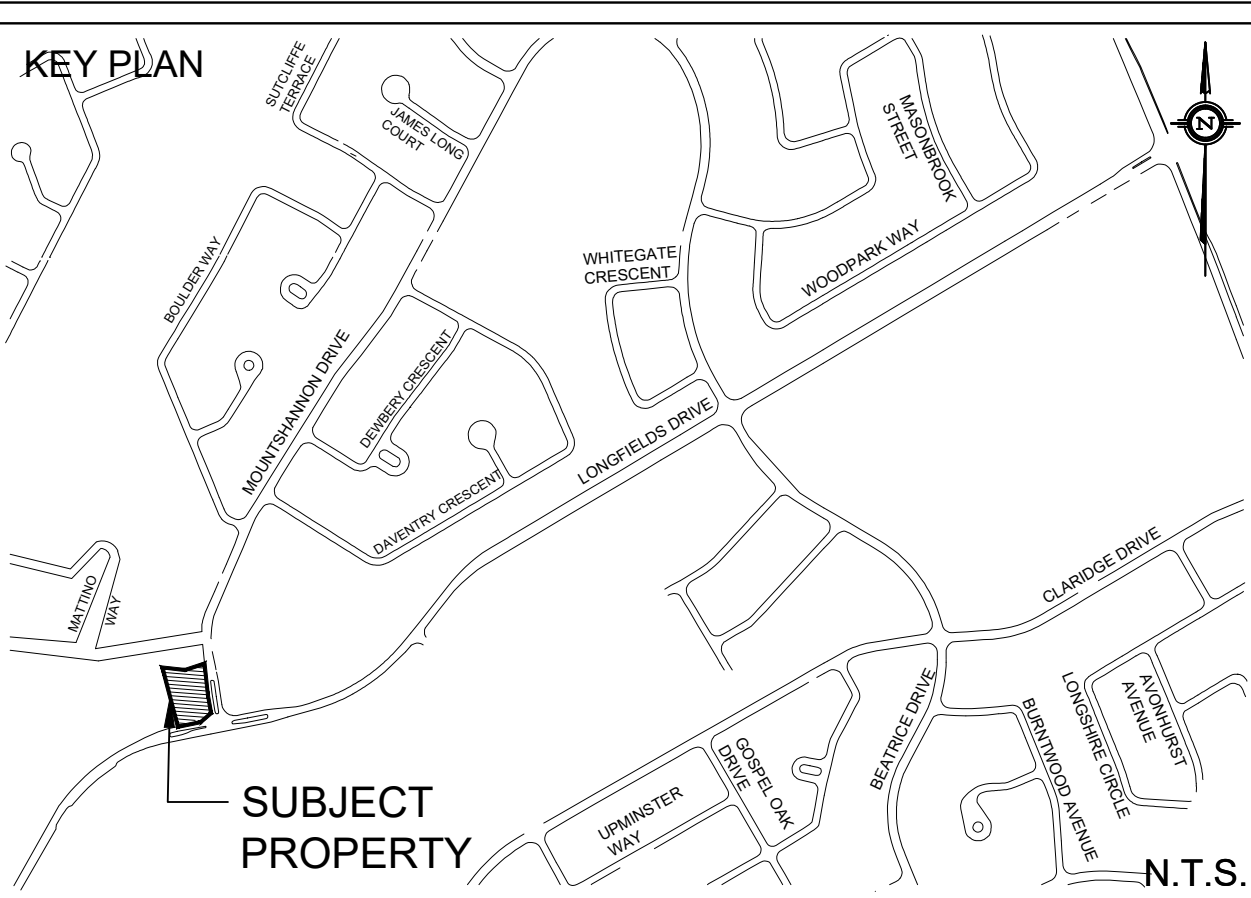 KEY PLAN
SUTCLIFFE
TERRACE
JAMES LONG
COURT
MASONBROOK
STREET
N
BOULDER WAY
WHITEGATE
CRESCENT
WOODPARK WAY
MOUNTSHANNON DRIVE
DEWBERY CRESCENT
LONGFIELDS DRIVE
DAVENTRY CRESCENT
MATTINO
WAY
CLARIDGE DRIVE
BEATRICE DRIVE
BURNTWOOD AVENUE
LONGSHIRE CIRCLE
AVONHURST
AVENUE
GOSPEL OAK
DRIVE
UPMINSTER
WAY
SUBJECT
PROPERTY
N.T.S.